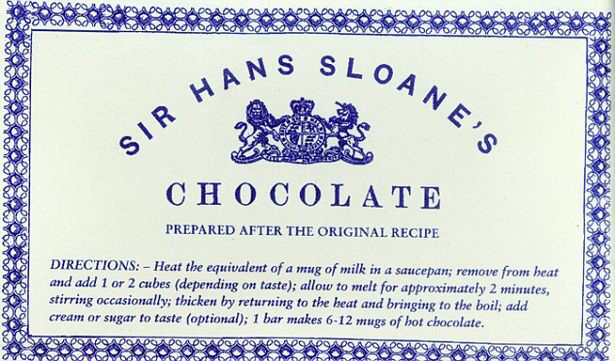 SIR HANS SLOANE'S
CHOCOLATE
PREPARED AFTER THE ORIGINAL RECIPE
DIRECTIONS: – Heat the equivalent of a mug of milk in a saucepan; remove from heat
and add 1 or 2 cubes (depending on taste); allow to melt for approximately 2 minutes,
stirring occasionally; thicken by returning to the heat and bringing to the boil; add
cream or sugar to taste (optional); 1 bar makes 6-12 mugs of hot chocolate.